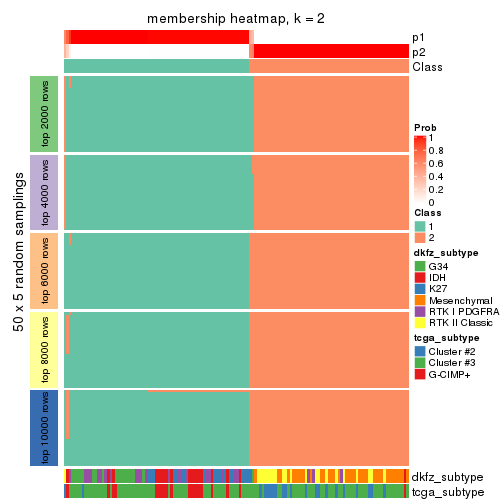 membership heatmap, k = 2
p1
p2
Class
50 x 5 random samplings
top 2000 rows
top 4000 rows
top 6000 rows
top 8000 rows
top 10000 rows
dkfz_subtype
tcga_subtype
Prob
1
0.8
0.6
0.4
0.2
0
Class
1
2
dkfz_subtype
G34
IDH
K27
Mesenchymal
RTK I PDGFRA
RTK II Classic
tcga_subtype
Cluster #2
Cluster #3
G-CIMP+